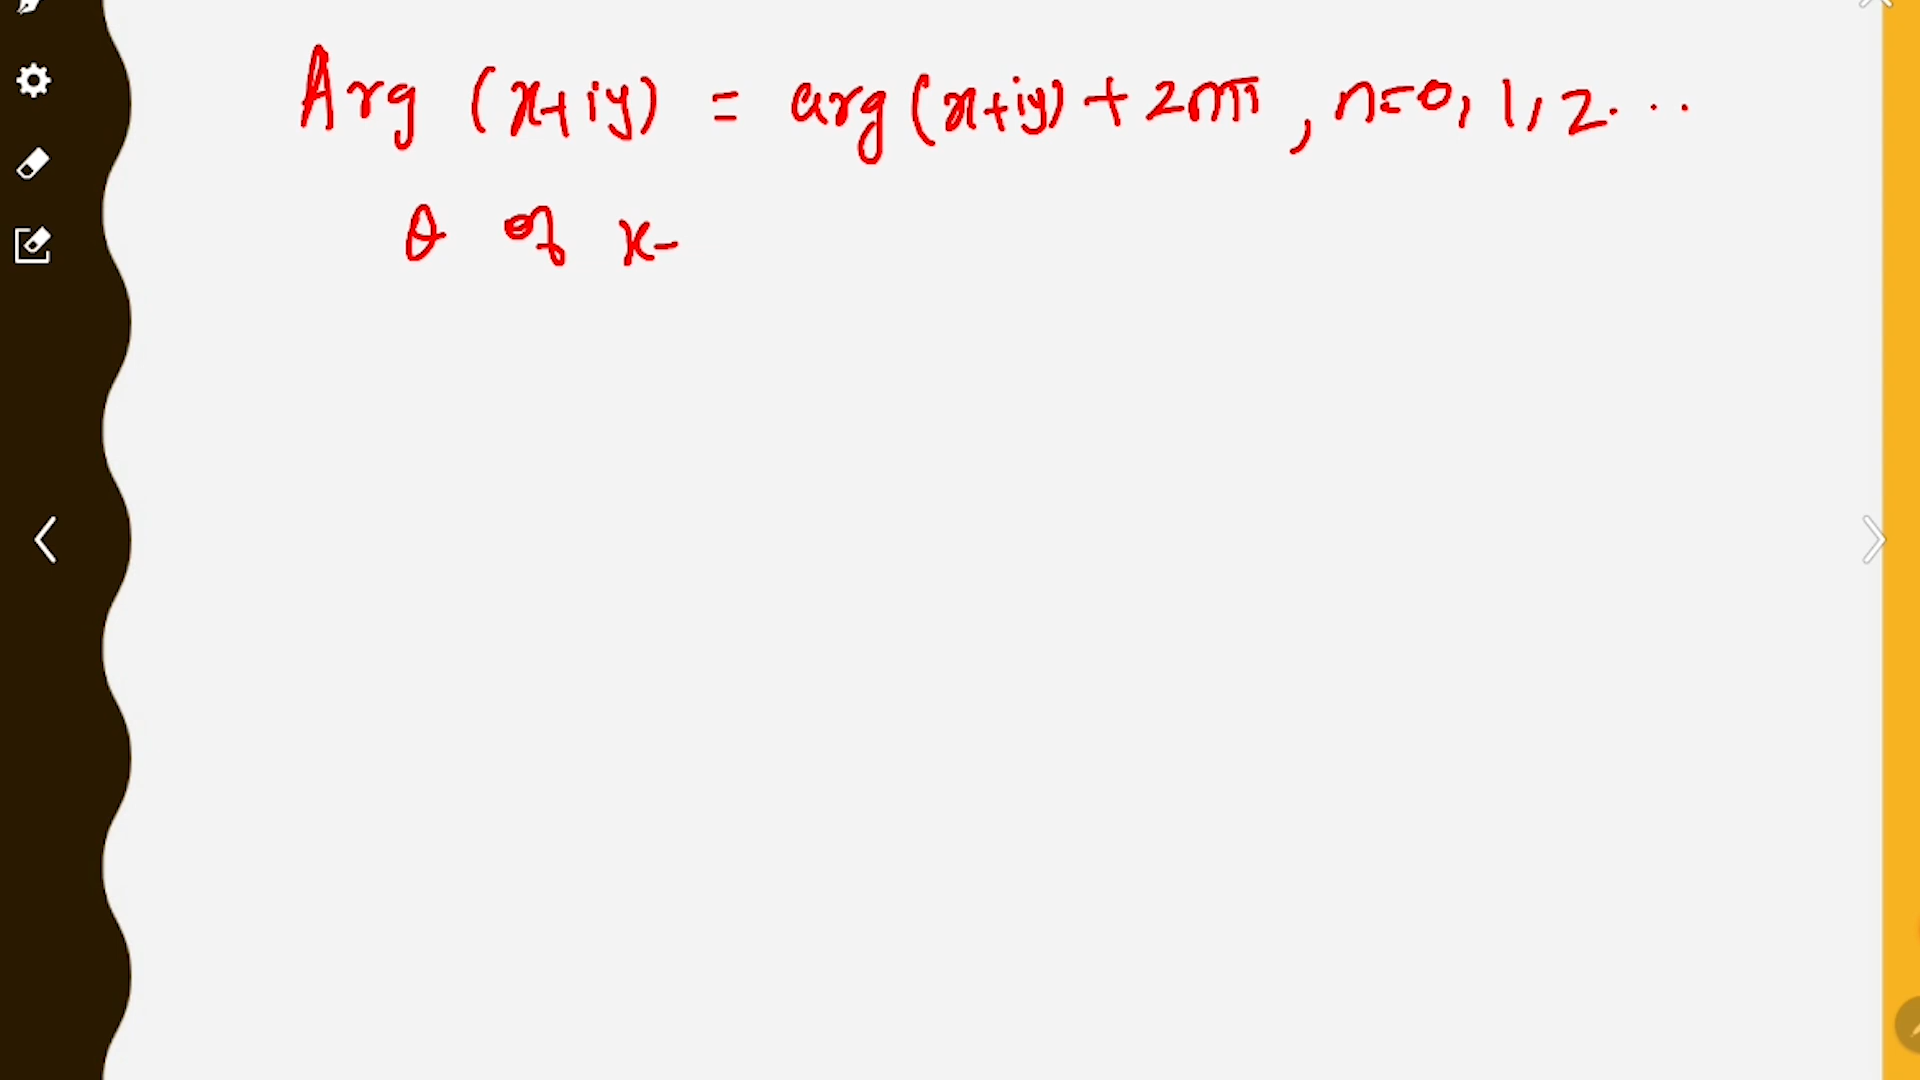 Arg (x+iy) = arg(x+iy) + 2nπ, n=0, 1, 2...
θ of x-